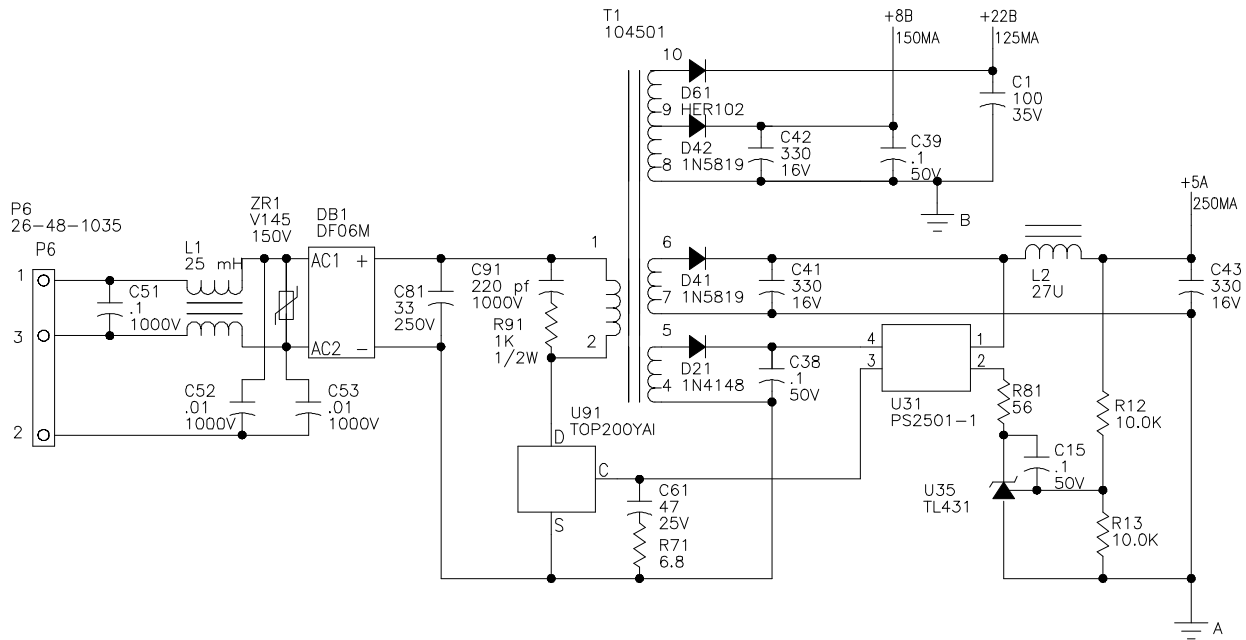 T1
104501
+8B
150MA
+22B
125MA
10
D61
HER102
9
D42
1N5819
8
C42
330
16V
C39
.1
50V
C1
100
35V
B
+5A
250MA
P6
26-48-1035
P6
1
3
2
C51
.1
1000V
L1
25 mH
ZR1
V145
150V
DB1
DF06M
AC1 +
AC2 -
C52
.01
1000V
C53
.01
1000V
C81
33
250V
C91
220 pf
1000V
R91
1K
1/2W
1
2
6
7
D41
1N5819
C41
330
16V
L2
27U
C43
330
16V
5
4
D21
1N4148
C38
.1
50V
4
3
1
2
U31
PS2501-1
R81
56
R12
10.0K
C15
.1
50V
U35
TL431
R13
10.0K
U91
TOP200YAI
D
C
S
C61
47
25V
R71
6.8
A